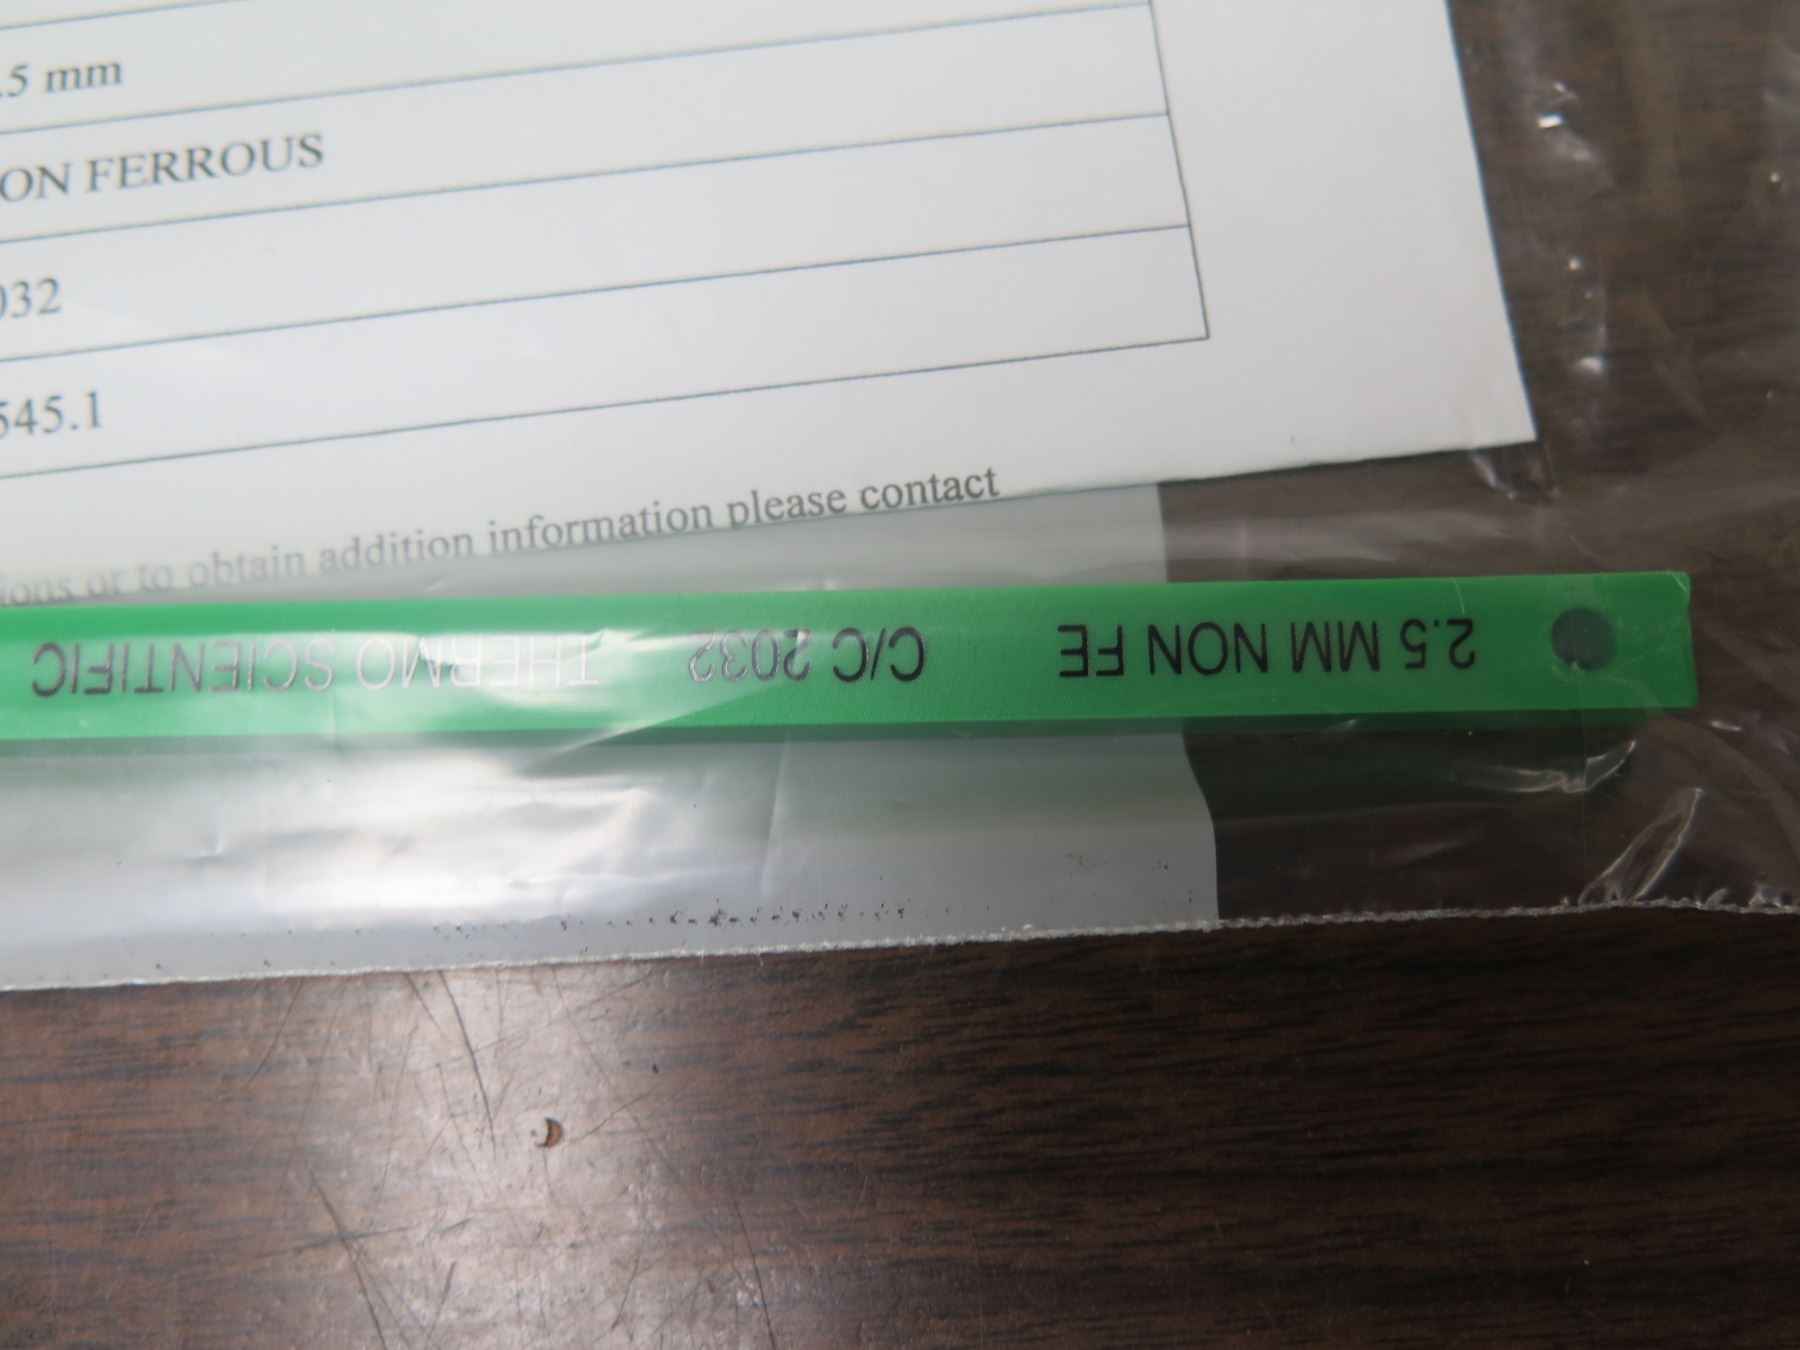 .5 mm
ON FERROUS
032
545.1
ions or to obtain addition information please contact
2.5 MM NON FE C/C 2032 THERMO SCIENTIFIC